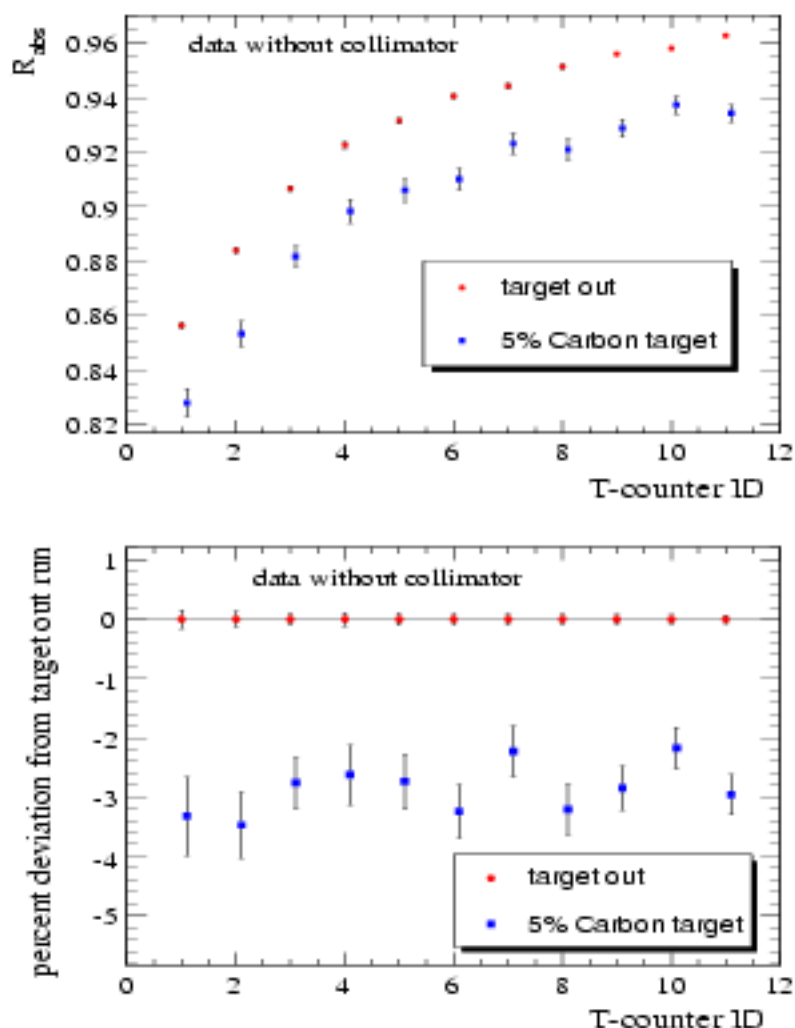 R_abs
data without collimator
0.96
0.94
0.92
0.9
0.88
0.86
0.84
0.82
target out
5% Carbon target
0 2 4 6 8 10 12
T-counter ID
percent deviation from target out run
data without collimator
1
0
-1
-2
-3
-4
-5
target out
5% Carbon target
0 2 4 6 8 10 12
T-counter ID